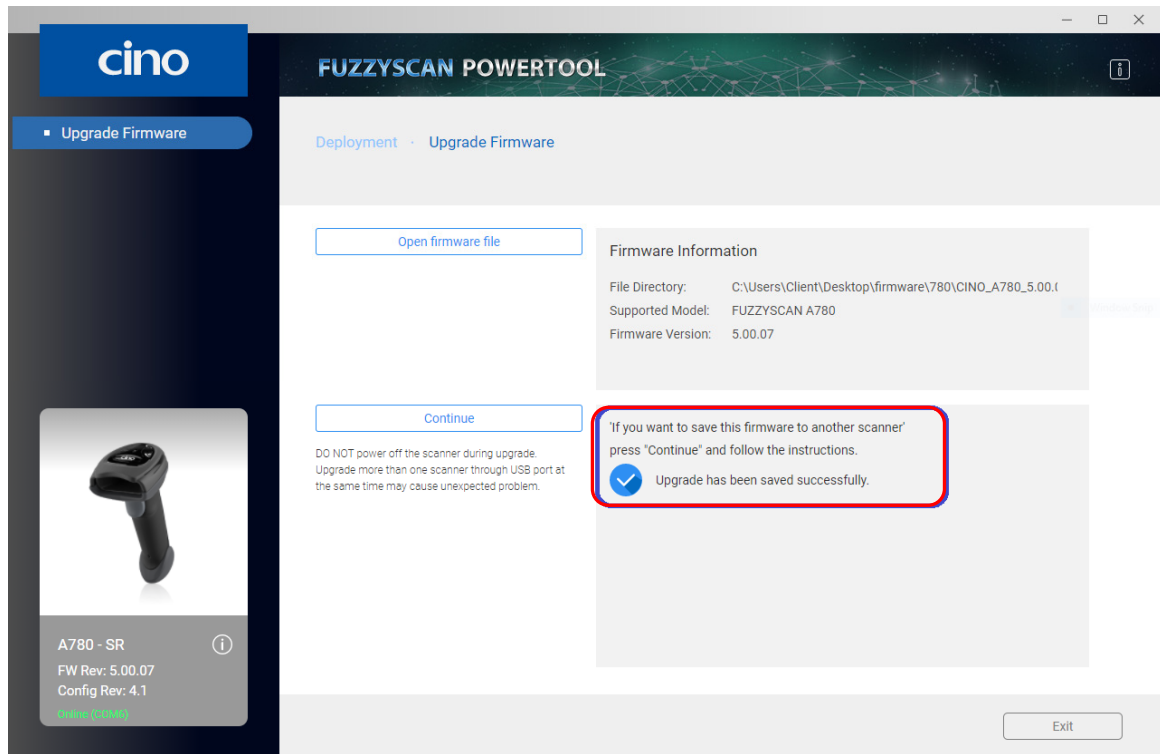 cino
FUZZYSCAN POWERTOOL
Upgrade Firmware
Deployment · Upgrade Firmware
Open firmware file
Firmware Information
File Directory: C:\Users\Client\Desktop\firmware\780\CINO_A780_5.00.(
Supported Model: FUZZYSCAN A780
Firmware Version: 5.00.07
Continue
DO NOT power off the scanner during upgrade.
Upgrade more than one scanner through USB port at
the same time may cause unexpected problem.
'If you want to save this firmware to another scanner'
press "Continue" and follow the instructions.
Upgrade has been saved successfully.
A780 - SR
FW Rev: 5.00.07
Config Rev: 4.1
Online (COM6)
Exit